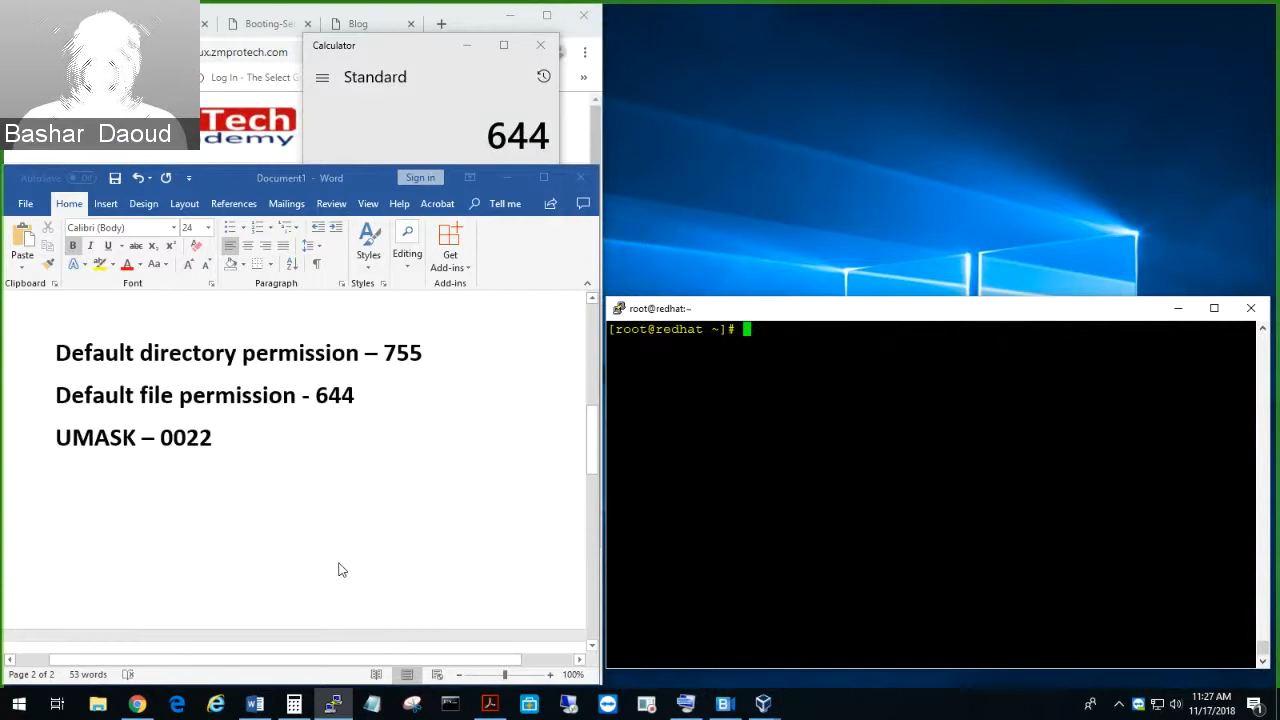 Booting-Se
Blog
Calculator
ux.zmprotech.com
Log In - The Select G
Standard
Bashar Daoud
Tech
demy
644
AutoSave Off
Document1 - Word
Sign in
File Home Insert Design Layout References Mailings Review View Help Acrobat Tell me
Calibri (Body) 24
Paste
Styles
Editing
Get
Add-ins
Clipboard Font Paragraph Styles Add-ins
root@redhat:~
[root@redhat ~]#
Default directory permission – 755
Default file permission - 644
UMASK – 0022
Page 2 of 2 53 words 100%
11:27 AM
11/17/2018